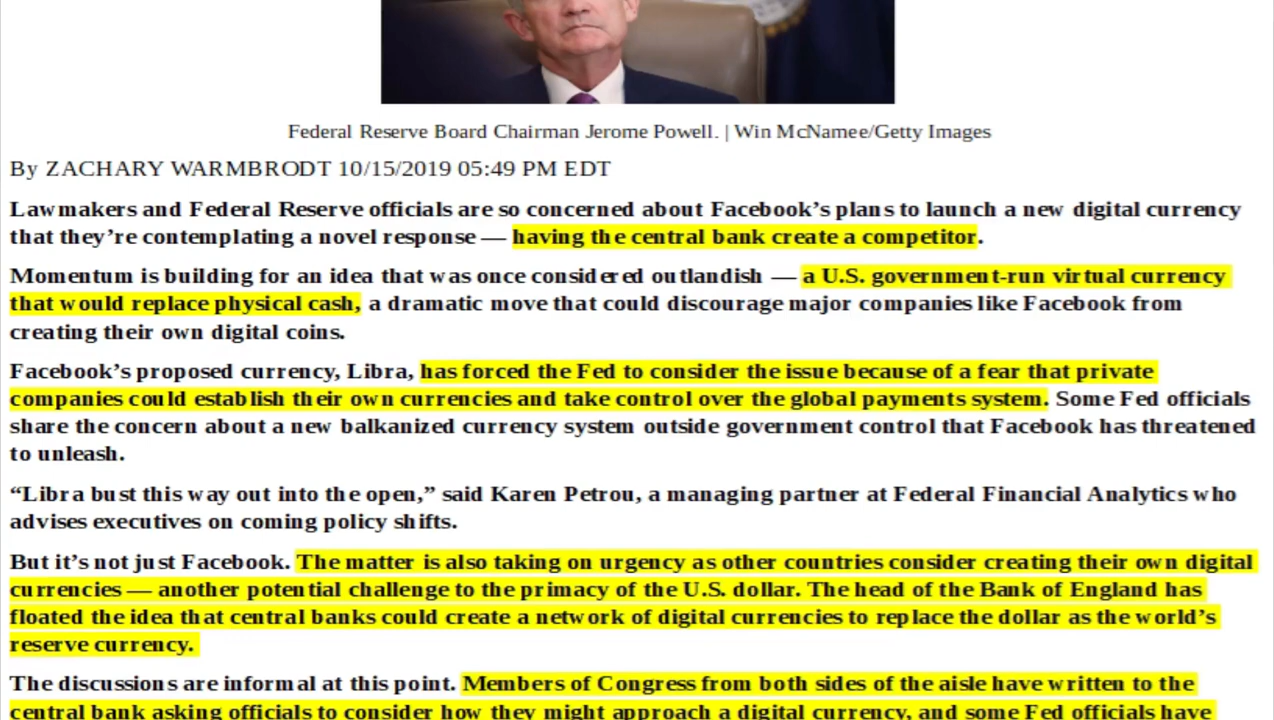 Federal Reserve Board Chairman Jerome Powell. | Win McNamee/Getty Images
By ZACHARY WARMBRODT 10/15/2019 05:49 PM EDT
Lawmakers and Federal Reserve officials are so concerned about Facebook’s plans to launch a new digital currency
that they’re contemplating a novel response — having the central bank create a competitor.
Momentum is building for an idea that was once considered outlandish — a U.S. government-run virtual currency
that would replace physical cash, a dramatic move that could discourage major companies like Facebook from
creating their own digital coins.
Facebook’s proposed currency, Libra, has forced the Fed to consider the issue because of a fear that private
companies could establish their own currencies and take control over the global payments system. Some Fed officials
share the concern about a new balkanized currency system outside government control that Facebook has threatened
to unleash.
“Libra bust this way out into the open,” said Karen Petrou, a managing partner at Federal Financial Analytics who
advises executives on coming policy shifts.
But it’s not just Facebook. The matter is also taking on urgency as other countries consider creating their own digital
currencies — another potential challenge to the primacy of the U.S. dollar. The head of the Bank of England has
floated the idea that central banks could create a network of digital currencies to replace the dollar as the world’s
reserve currency.
The discussions are informal at this point. Members of Congress from both sides of the aisle have written to the
central bank asking officials to consider how they might approach a digital currency, and some Fed officials have